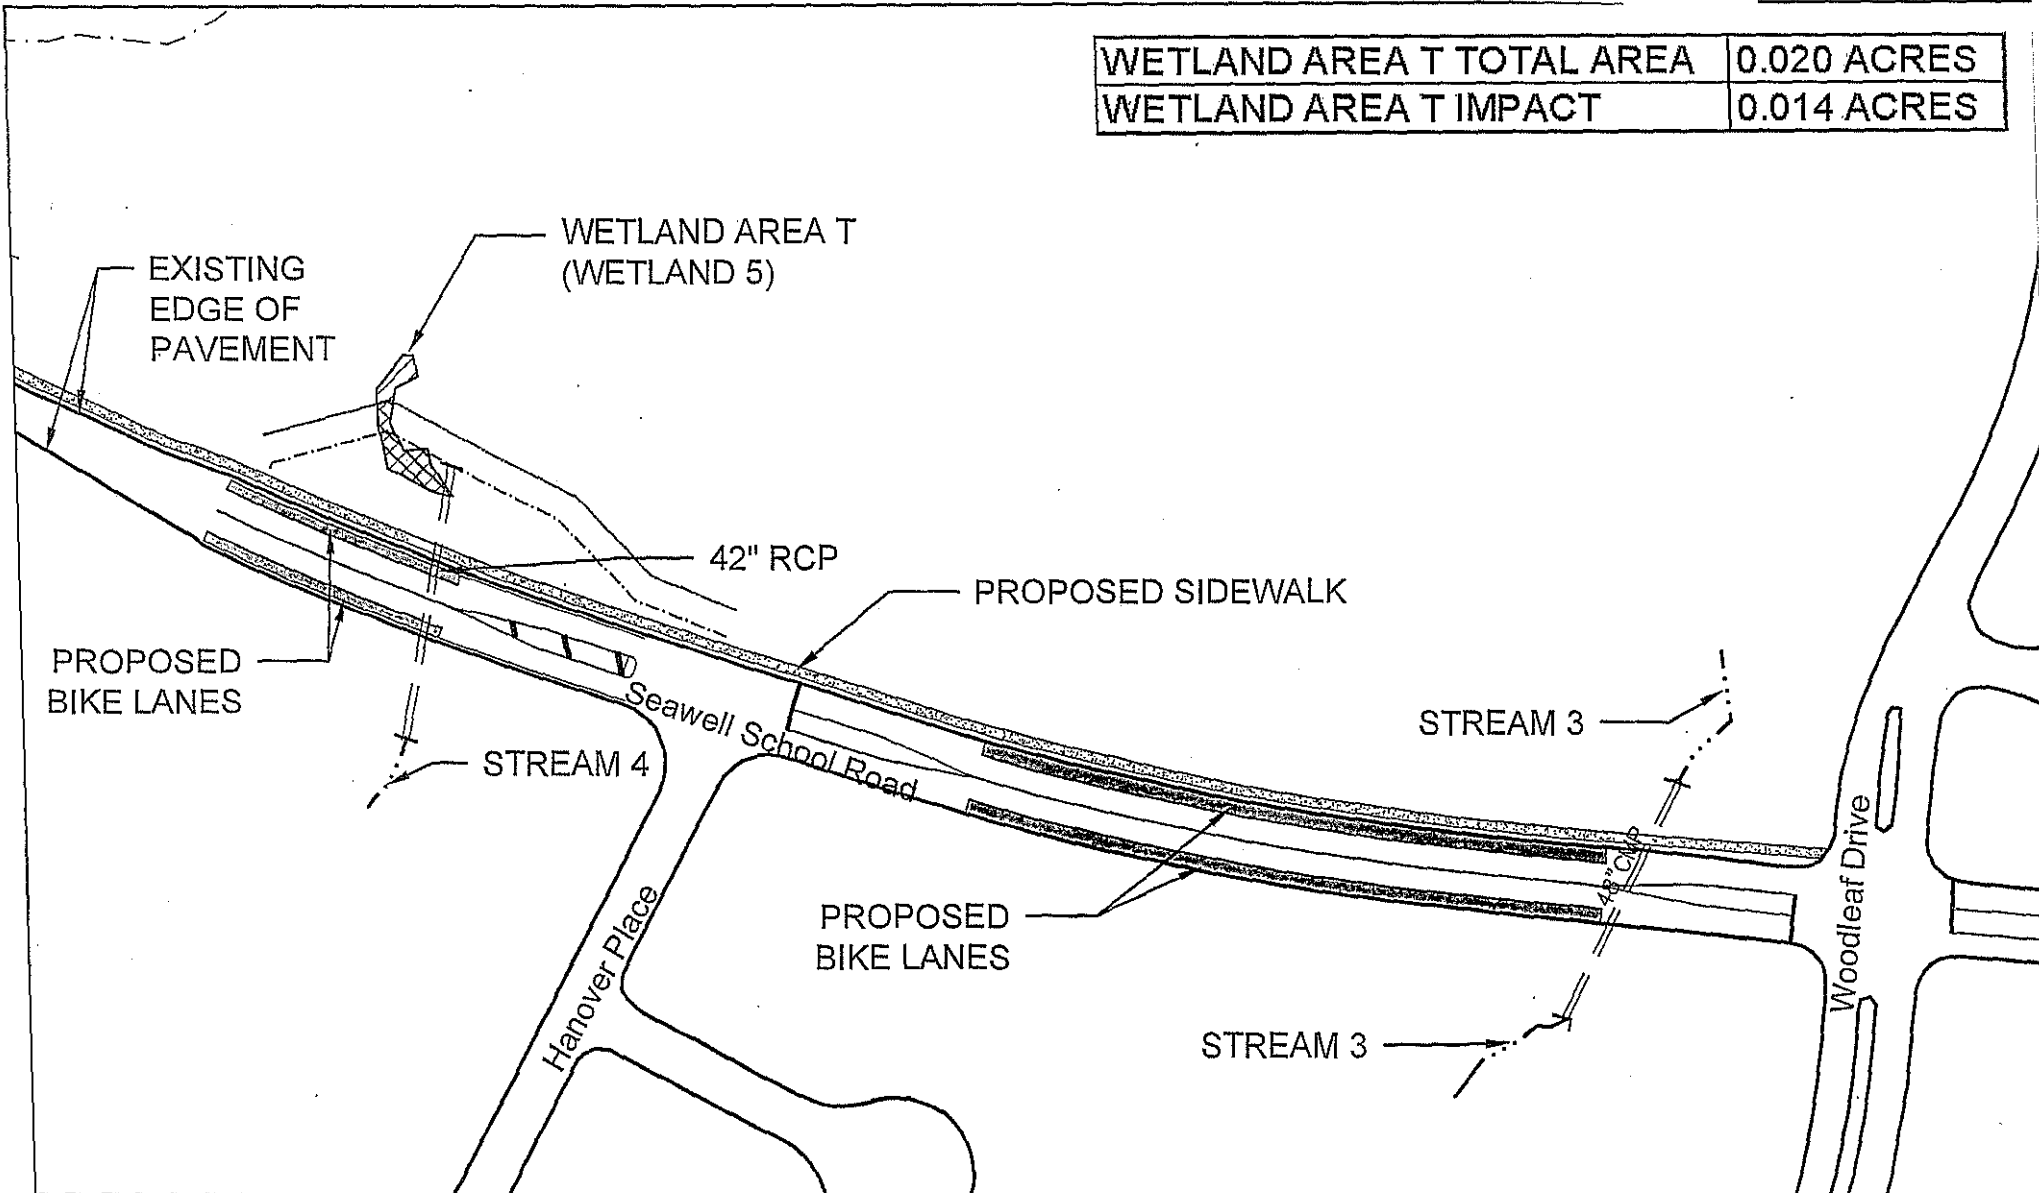 WETLAND AREA T TOTAL AREA 0.020 ACRES
WETLAND AREA T IMPACT 0.014 ACRES
WETLAND AREA T
(WETLAND 5)
EXISTING
EDGE OF
PAVEMENT
42" RCP
PROPOSED SIDEWALK
PROPOSED
BIKE LANES
STREAM 4
Seawell School Road
STREAM 3
48" CMP
Woodleaf Drive
Hanover Place
PROPOSED
BIKE LANES
STREAM 3